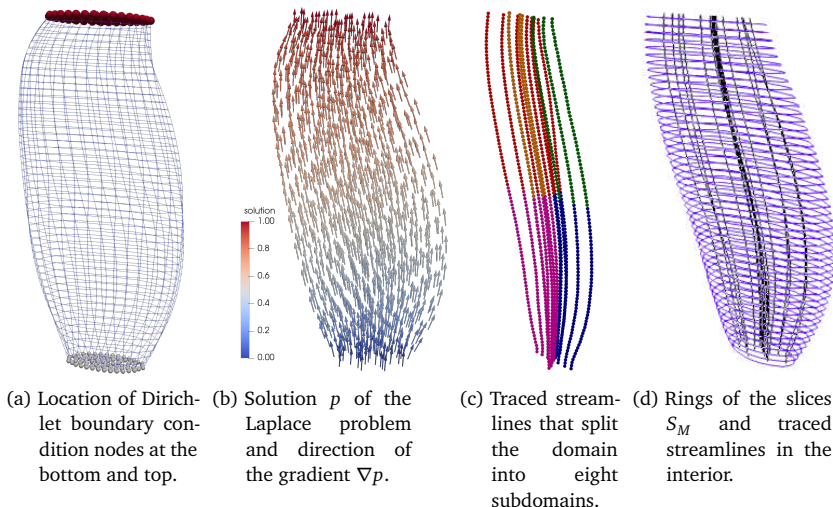 solution
1.00
0.8
0.6
0.4
0.2
0.00
(a) Location of Dirich-
let boundary con-
dition nodes at the
bottom and top.
(b) Solution p of the
Laplace problem
and direction of
the gradient ∇p.
(c) Traced stream-
lines that split
the domain
into eight
subdomains.
(d) Rings of the slices
S_M and traced
streamlines in the
interior.